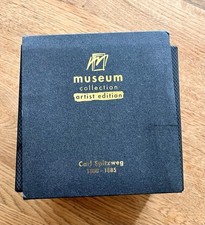 museum
collection
artist edition
Carl Spitzweg
1808 - 1885